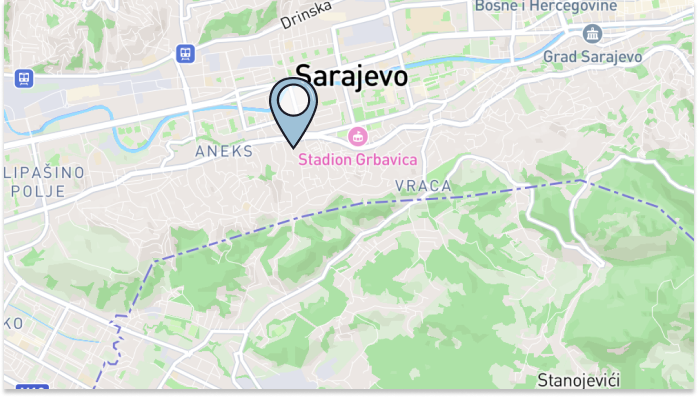 Drinska
Bosne i Hercegovine
Grad Sarajevo
Sarajevo
ANEKS
Stadion Grbavica
LIPAŠINO
POLJE
VRACA
KO
Stanojevići